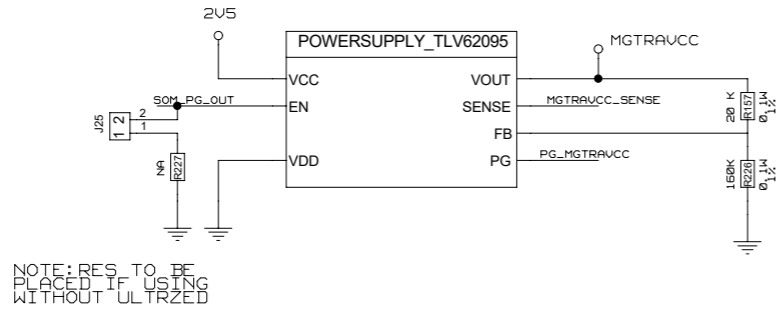 2V5
POWERSUPPLY_TLV62095
MGTRAVCC
VCC
VOUT
SOM_PG_OUT
EN
SENSE
MGTRAVCC_SENSE
20 K
R157
0,1W
1%
J25
1 2
2
1
FB
NA
R227
VDD
PG
PG_MGTRAVCC
160K
R226
0,1W
1%
NOTE:RES TO BE
PLACED IF USING
WITHOUT ULTRZED